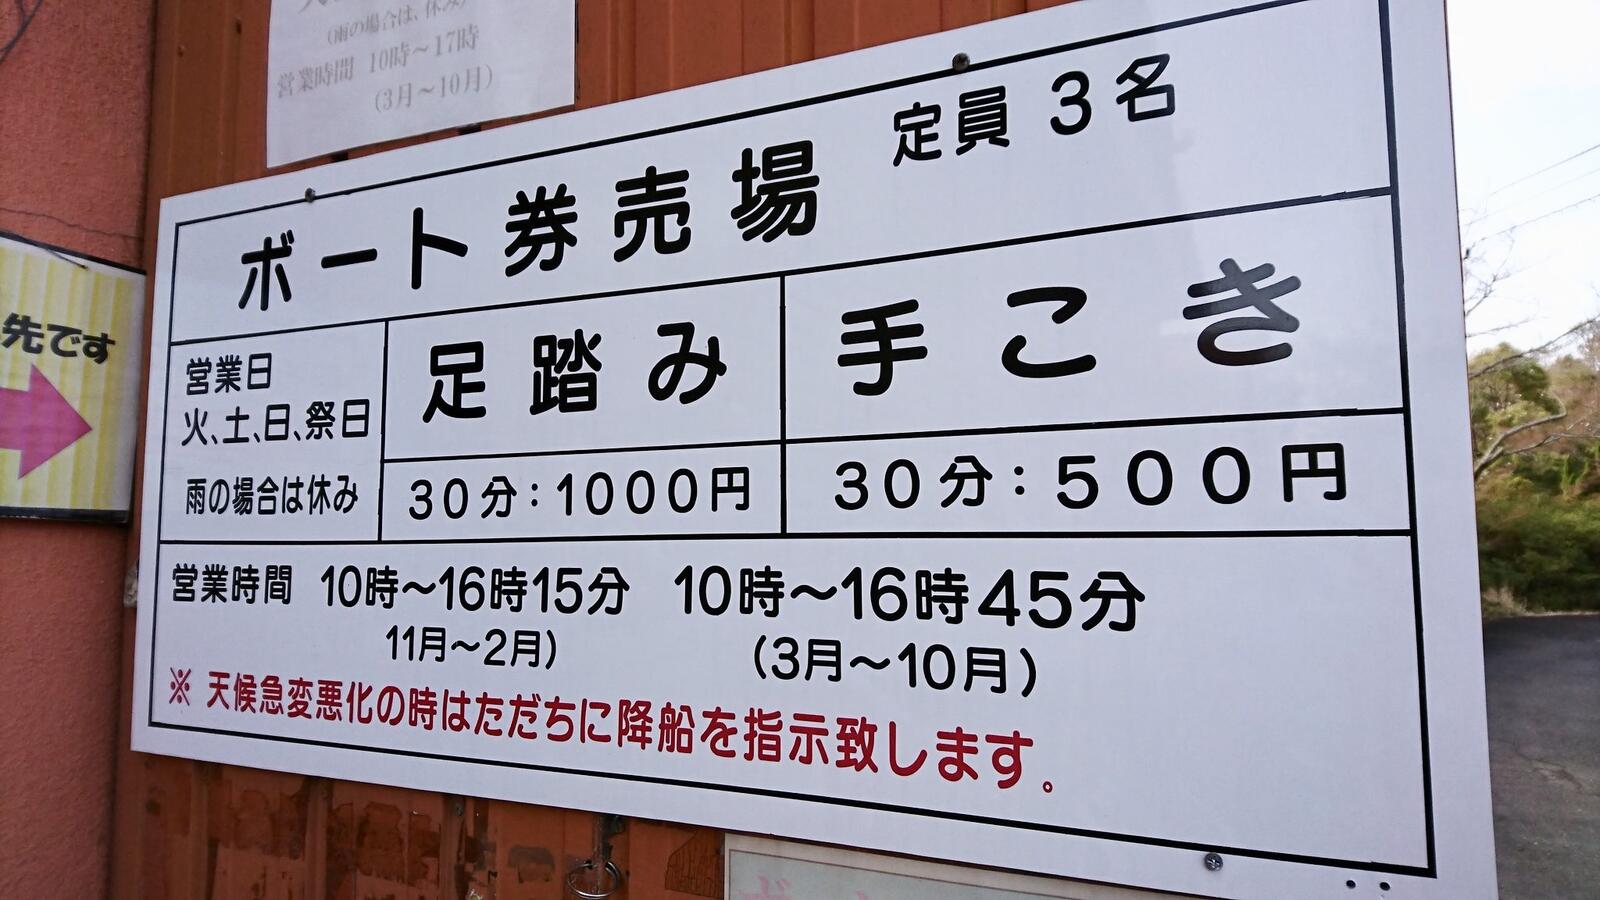 (雨の場合は、休み)
営業時間 10時～17時
(3月～10月)
先です
ボート券売場 定員 3名
営業日
火、土、日、祭日
雨の場合は休み
足踏み 手こき
30分：1000円 30分：500円
営業時間 10時～16時15分 10時～16時45分
11月～2月) (3月～10月)
※ 天候急変悪化の時はただちに降船を指示致します。